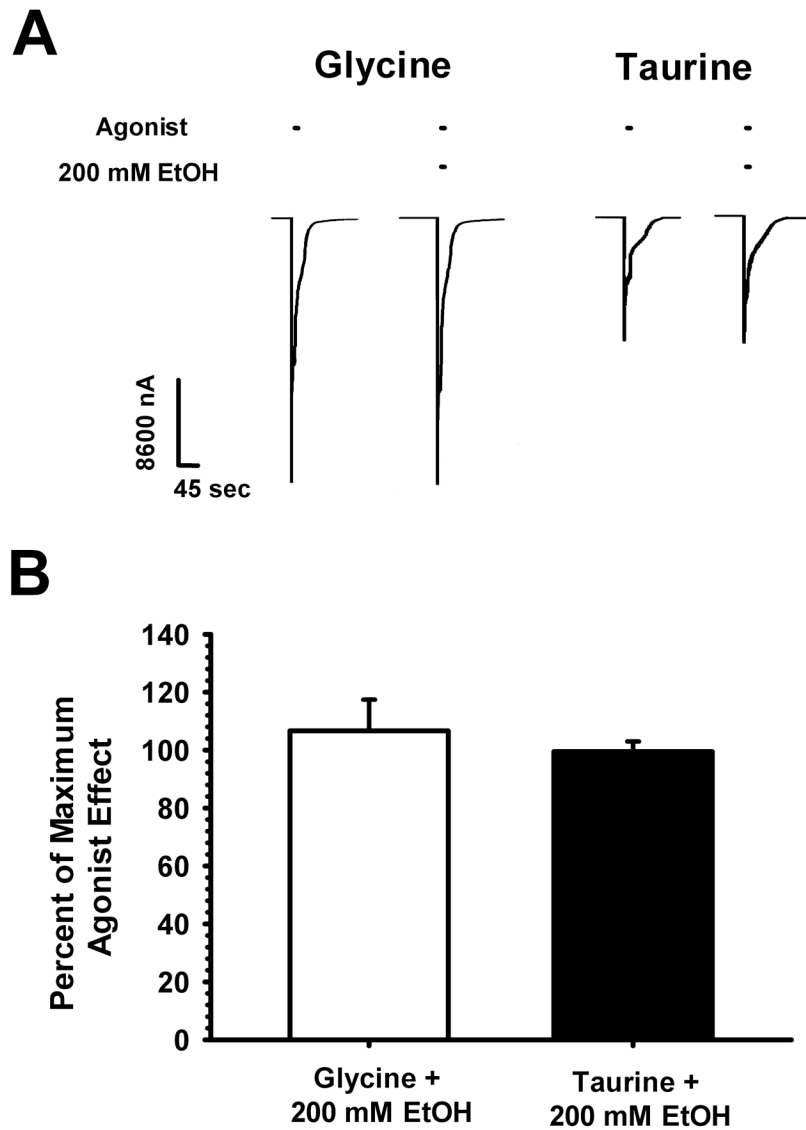 A
Glycine Taurine
Agonist
200 mM EtOH
8600 nA
45 sec
B
Percent of Maximum
Agonist Effect
140
120
100
80
60
40
20
0
Glycine +
200 mM EtOH
Taurine +
200 mM EtOH